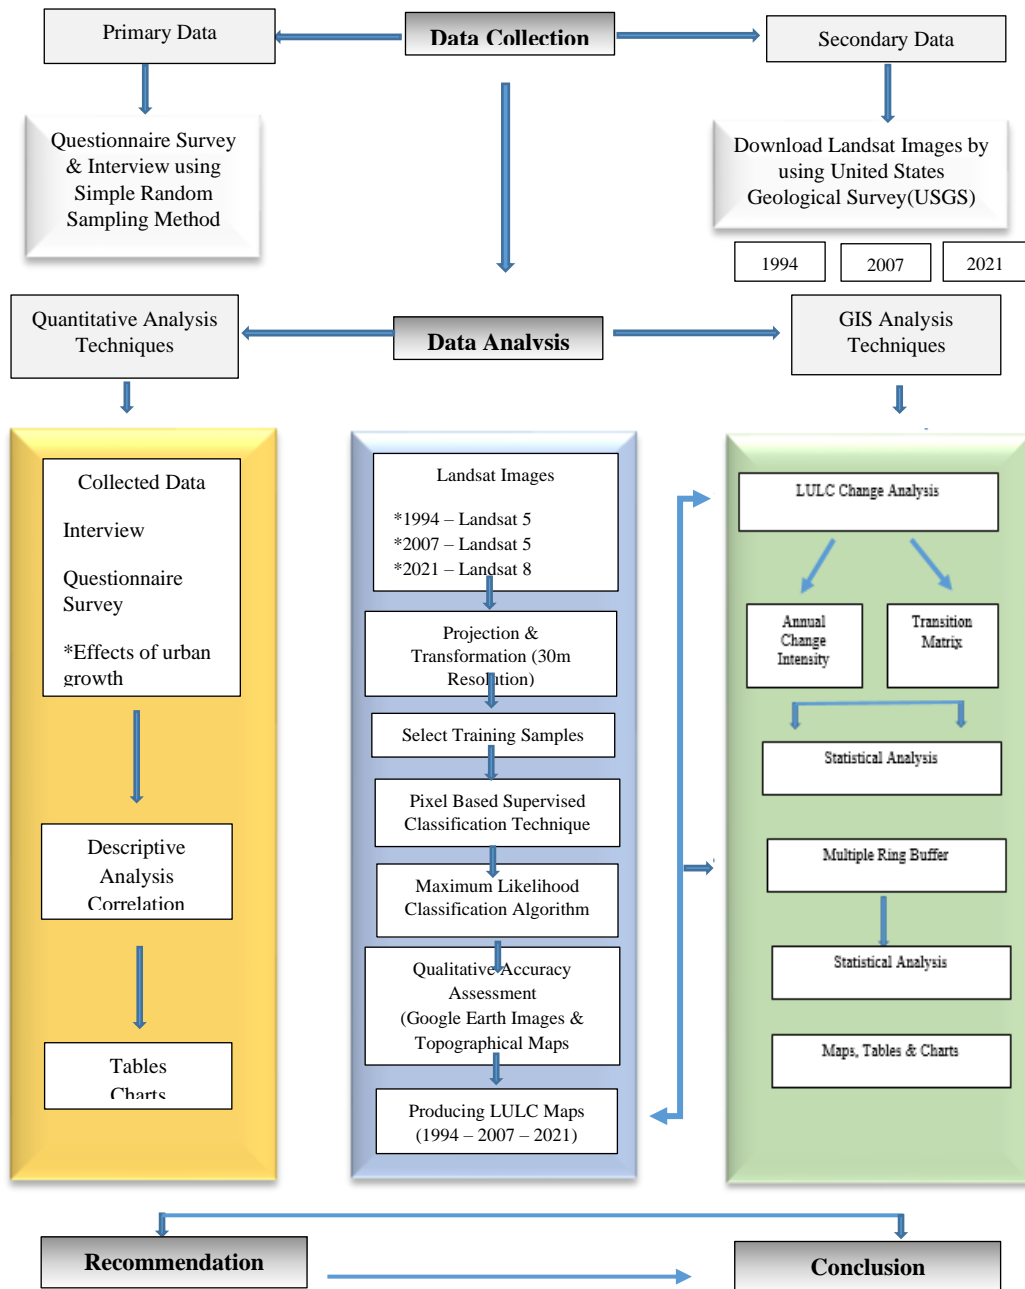 Primary Data
Data Collection
Secondary Data
Questionnaire Survey
& Interview using
Simple Random
Sampling Method
Download Landsat Images by
using United States
Geological Survey(USGS)
1994
2007
2021
Quantitative Analysis
Techniques
Data Analysis
GIS Analysis
Techniques
Collected Data
Interview
Questionnaire
Survey
*Effects of urban
growth
Descriptive
Analysis
Correlation
Tables
Charts
Landsat Images
*1994 – Landsat 5
*2007 – Landsat 5
*2021 – Landsat 8
Projection &
Transformation (30m
Resolution)
Select Training Samples
Pixel Based Supervised
Classification Technique
Maximum Likelihood
Classification Algorithm
Qualitative Accuracy
Assessment
(Google Earth Images &
Topographical Maps
Producing LULC Maps
(1994 – 2007 – 2021)
LULC Change Analysis
Annual
Change
Intensity
Transition
Matrix
Statistical Analysis
Multiple Ring Buffer
Statistical Analysis
Maps, Tables & Charts
Recommendation
Conclusion